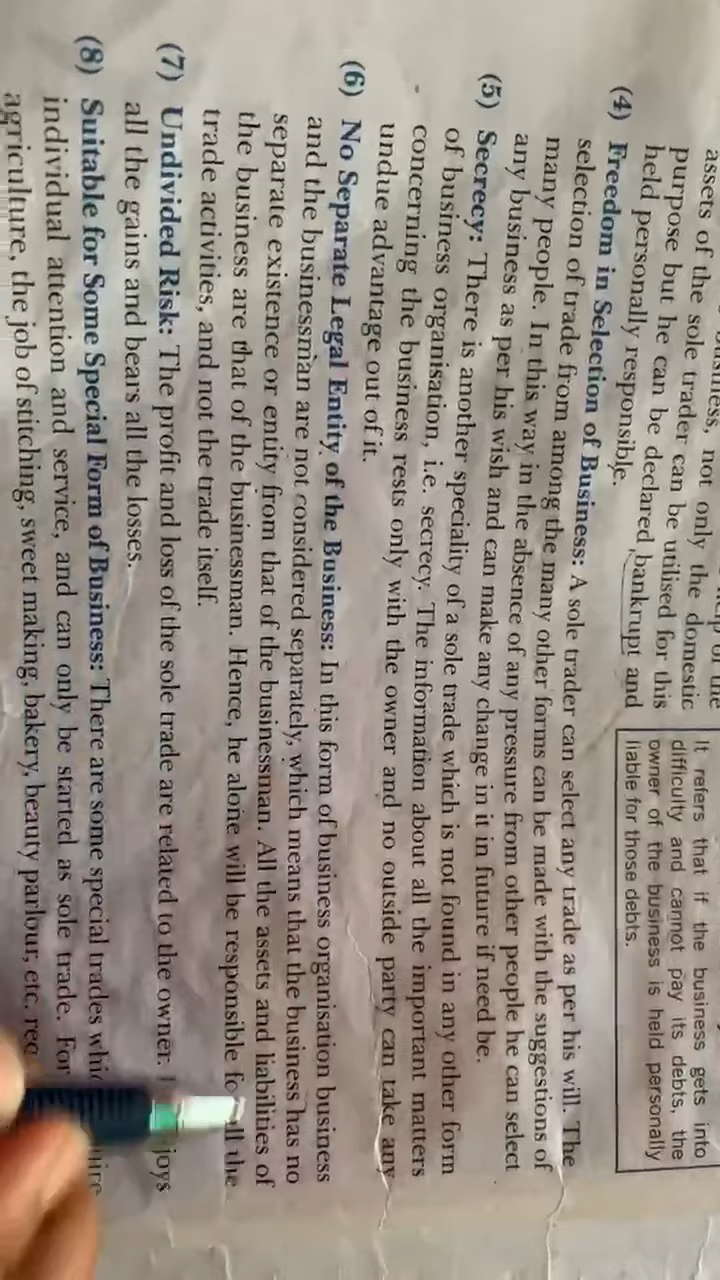 assets of the sole trader can be utilised for this
business, not only the domestic
purpose but he can be declared bankrupt and
held personally responsible.
It refers that if the business gets into
difficulty and cannot pay its debts, the
owner of the business is held personally
liable for those debts.
(4) Freedom in Selection of Business: A sole trader can select any trade as per his will. The
selection of trade from among the many other forms can be made with the suggestions of
many people. In this way in the absence of any pressure from other people he can select
any business as per his wish and can make any change in it in future if need be.
(5) Secrecy: There is another speciality of a sole trade which is not found in any other form
of business organisation, i.e. secrecy. The information about all the important matters
concerning the business rests only with the owner and no outside party can take any
undue advantage out of it.
(6) No Separate Legal Entity of the Business: In this form of business organisation business
and the businessman are not considered separately, which means that the business has no
separate existence or entity from that of the businessman. All the assets and liabilities of
the business are that of the businessman. Hence, he alone will be responsible all the
trade activities, and not the trade itself.
(7) Undivided Risk: The profit and loss of the sole trade are related to the owner.
all the gains and bears all the losses.
(8) Suitable for Some Special Form of Business: There are some special trades
individual attention and service, and can only be started as sole trade. For
agriculture, the job of stitching, sweet making, bakery, beauty parlour, etc.